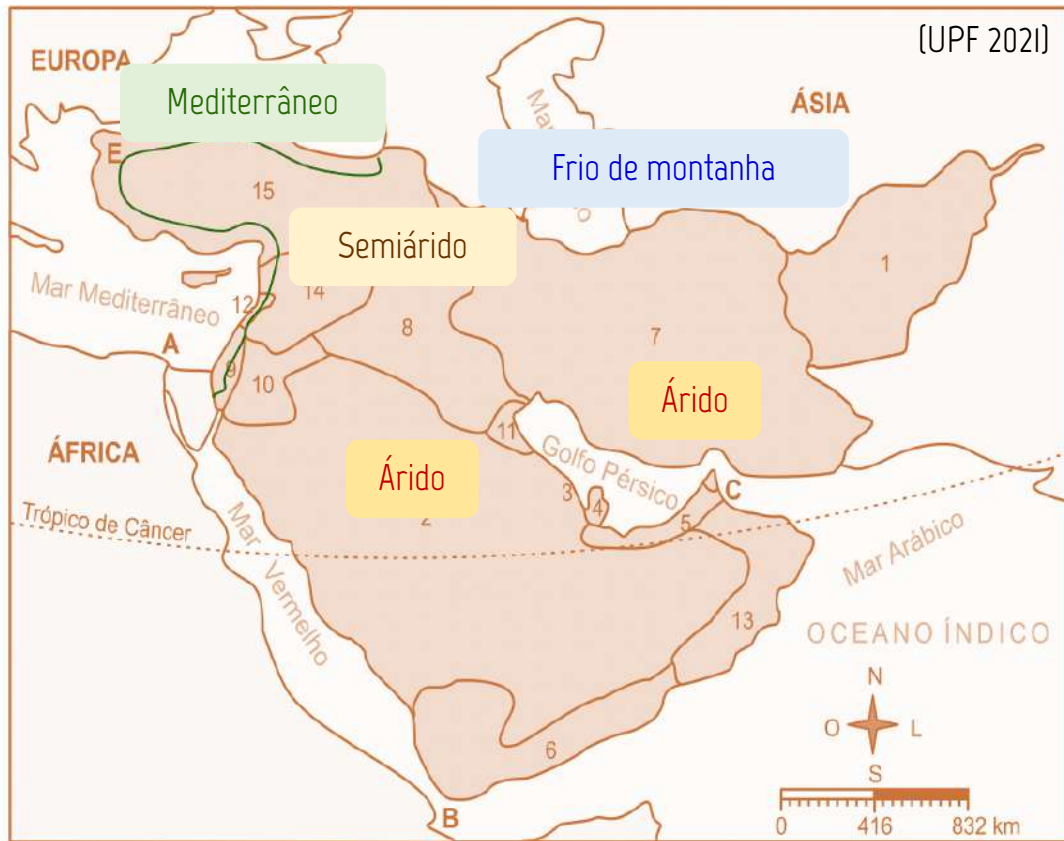 (UPF 2021)
EUROPA
Mediterrâneo
ÁSIA
Frio de montanha
E
15
Semiárido
1
Mar Mediterrâneo
12
14
8
7
A
9
10
Árido
ÁFRICA
11
Golfo Pérsico
Árido
3
4
C
5
2
Trópico de Câncer
Mar Vermelho
Mar Arábico
13
OCEANO ÍNDICO
N
O
L
S
6
B
0 416 832 km